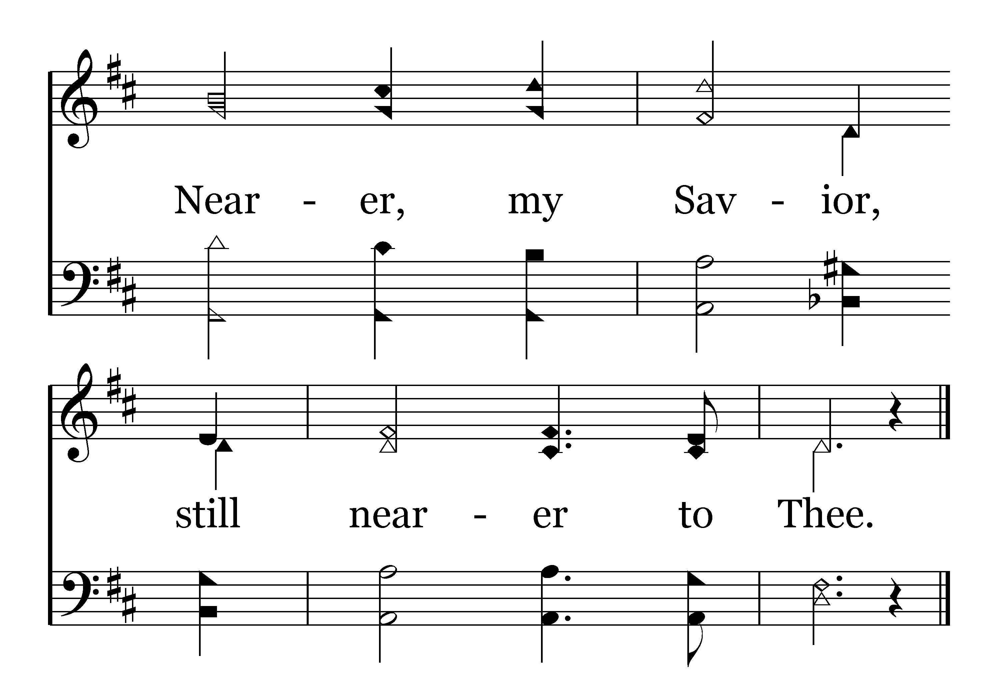 Near - er, my Sav - ior,
still near - er to Thee.